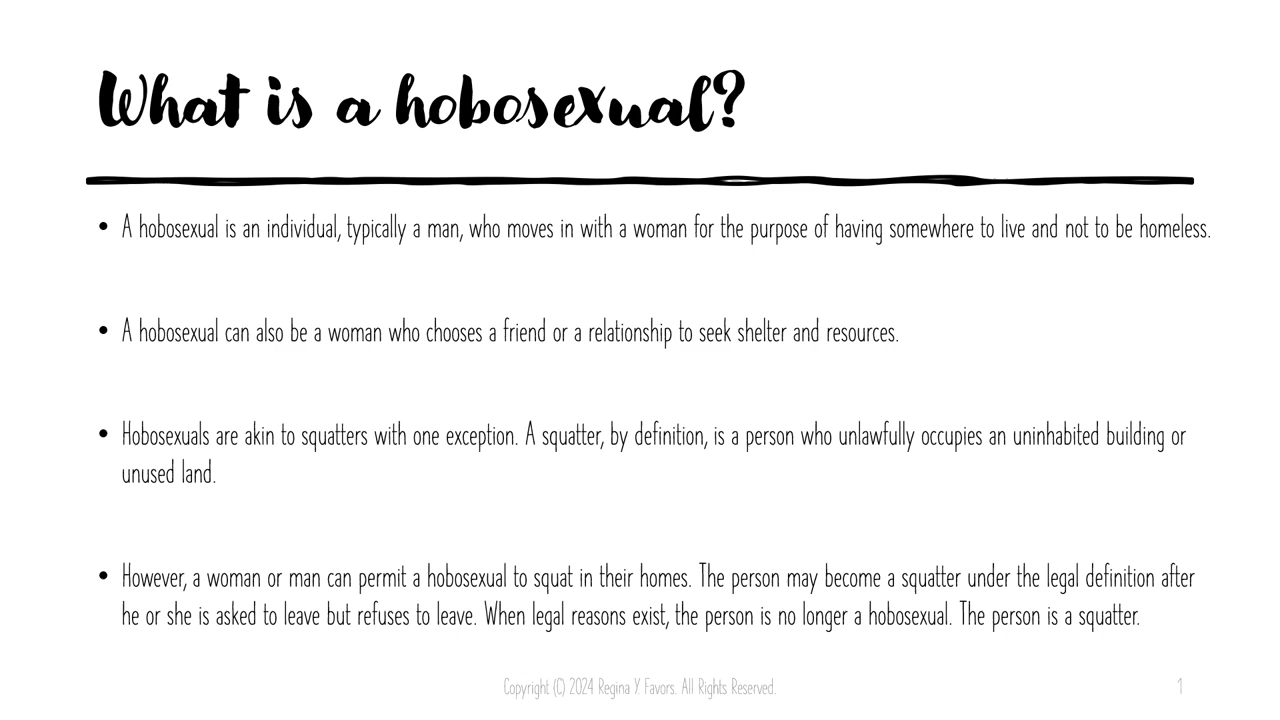 What is a hobosexual?
• A hobosexual is an individual, typically a man, who moves in with a woman for the purpose of having somewhere to live and not to be homeless.
• A hobosexual can also be a woman who chooses a friend or a relationship to seek shelter and resources.
• Hobosexuals are akin to squatters with one exception. A squatter, by definition, is a person who unlawfully occupies an uninhabited building or
unused land.
• However, a woman or man can permit a hobosexual to squat in their homes. The person may become a squatter under the legal definition after
he or she is asked to leave but refuses to leave. When legal reasons exist, the person is no longer a hobosexual. The person is a squatter.
Copyright (C) 2024 Regina Y. Favors. All Rights Reserved.
1